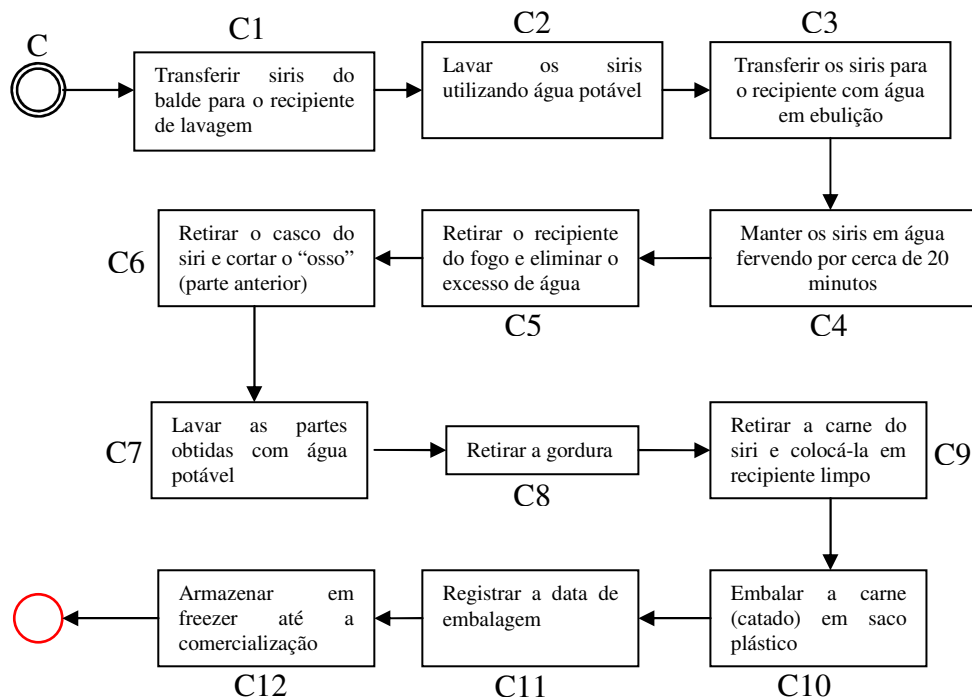 C
C1
Transferir siris do
balde para o recipiente
de lavagem
C2
Lavar os siris
utilizando água potável
C3
Transferir os siris para
o recipiente com água
em ebulição
Manter os siris em água
fervendo por cerca de 20
minutos
C4
Retirar o recipiente
do fogo e eliminar o
excesso de água
C5
C6
Retirar o casco do
siri e cortar o “osso”
(parte anterior)
C7
Lavar as partes
obtidas com água
potável
Retirar a gordura
C8
Retirar a carne do
siri e colocá-la em
recipiente limpo
C9
Embalar a carne
(catado) em saco
plástico
C10
Registrar a data de
embalagem
C11
Armazenar em
freezer até a
comercialização
C12